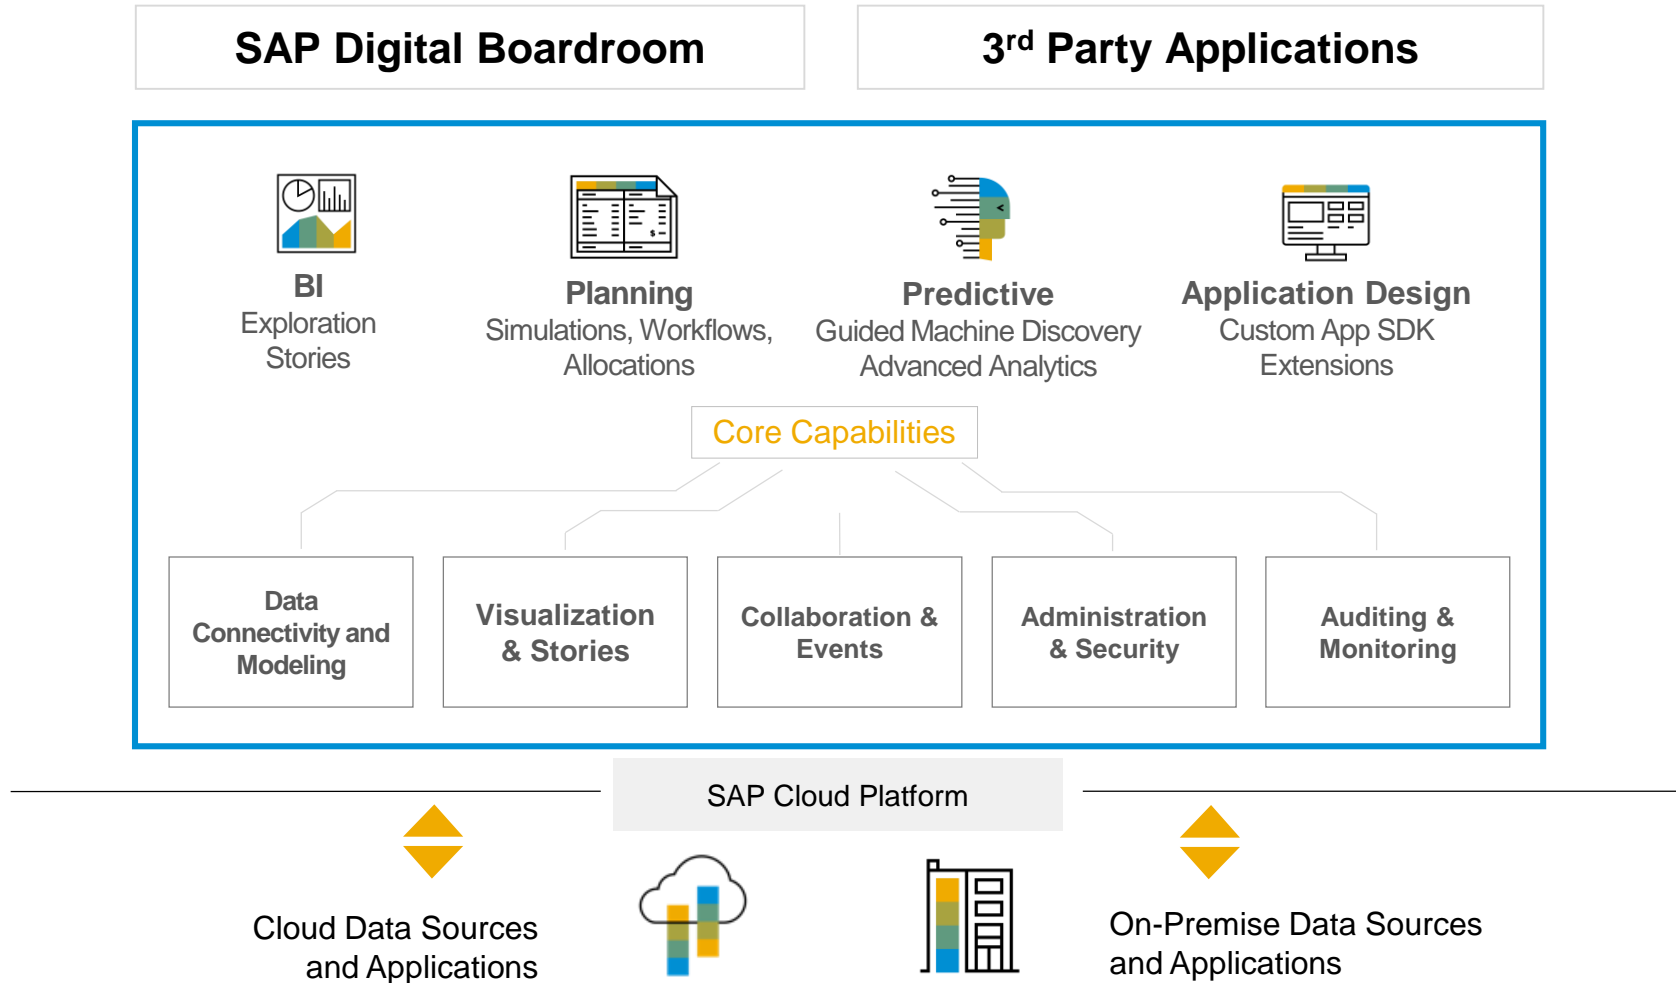 SAP Digital Boardroom
3rd Party Applications
BI
Exploration
Stories
Planning
Simulations, Workflows,
Allocations
Predictive
Guided Machine Discovery
Advanced Analytics
Application Design
Custom App SDK
Extensions
Core Capabilities
Data
Connectivity and
Modeling
Visualization
& Stories
Collaboration &
Events
Administration
& Security
Auditing &
Monitoring
SAP Cloud Platform
Cloud Data Sources
and Applications
On-Premise Data Sources
and Applications